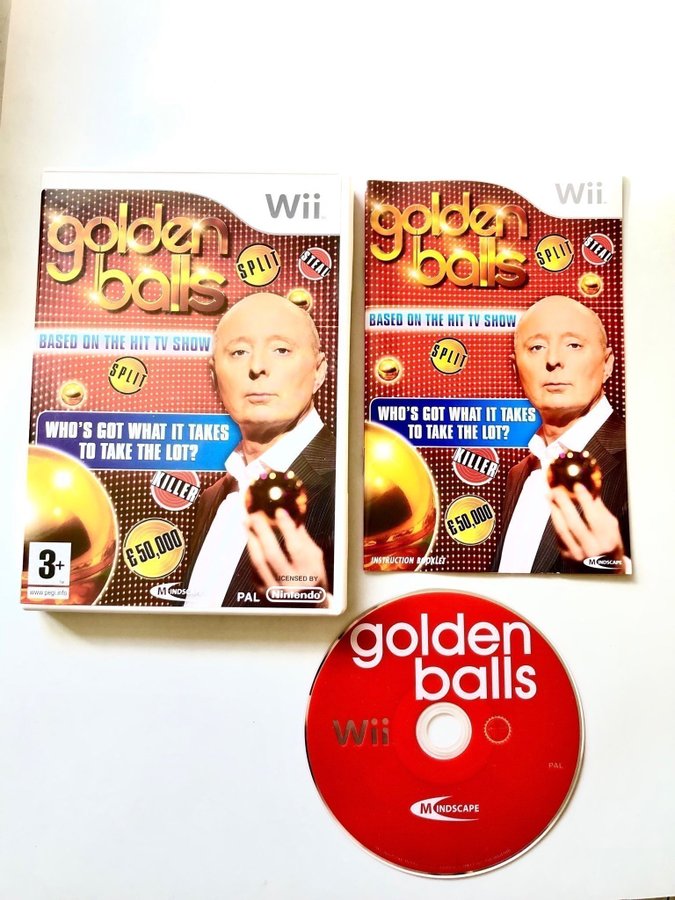 Wii
golden
balls
SPLIT
STEAL
BASED ON THE HIT TV SHOW
SPLIT
WHO'S GOT WHAT IT TAKES
TO TAKE THE LOT?
KILLER
£50,000
3+
www.pegi.info
MINDSCAPE
PAL
LICENSED BY
Nintendo
Wii
golden
balls
SPLIT
STEAL
BASED ON THE HIT TV SHOW
SPLIT
WHO'S GOT WHAT IT TAKES
TO TAKE THE LOT?
KILLER
£50,000
INSTRUCTION BOOKLET
MINDSCAPE
golden
balls
Wii
PAL
MINDSCAPE